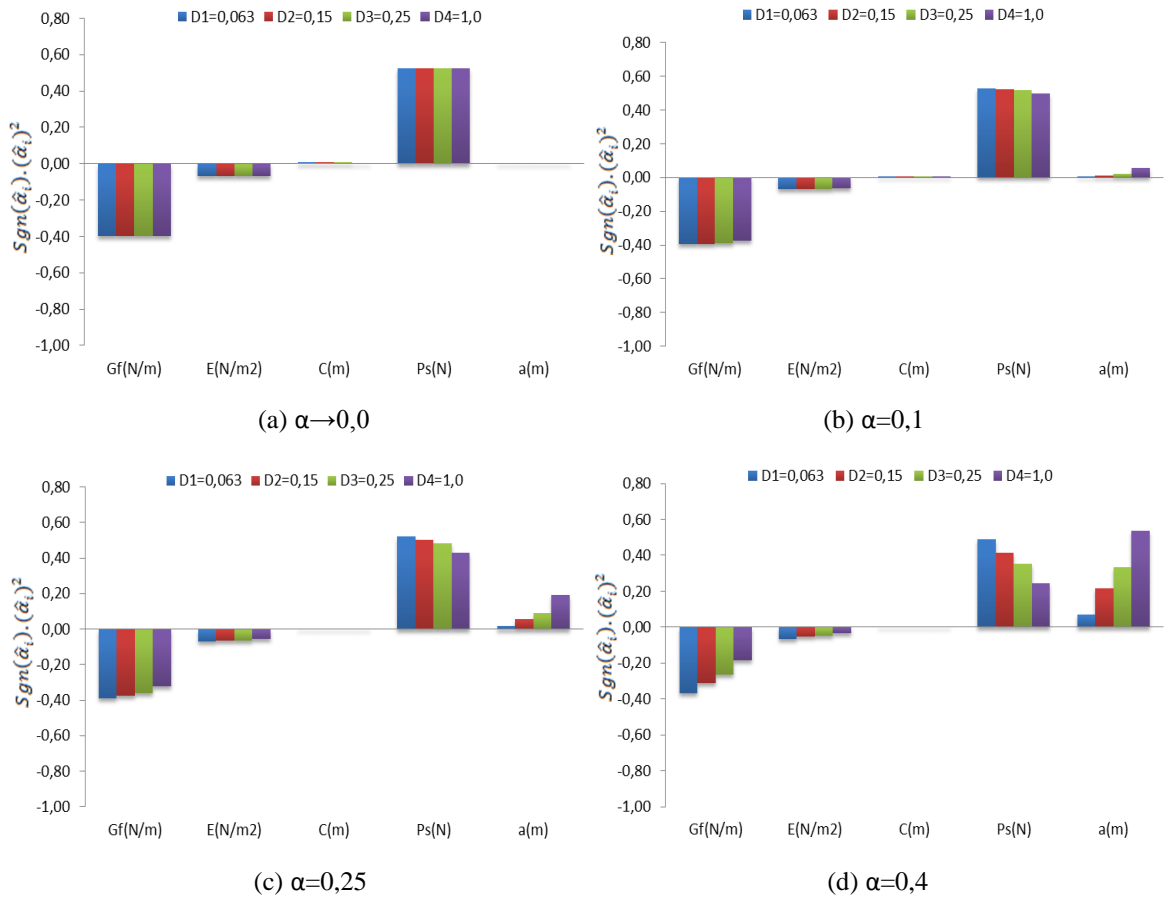 D1=0,063 D2=0,15 D3=0,25 D4=1,0
0,80
0,60
0,40
0,20
0,00
-0,20
-0,40
-0,60
-0,80
-1,00
Sgn(α̂ᵢ).(α̂ᵢ)²
Gf(N/m) E(N/m2) C(m) Ps(N) a(m)
(a) α→0,0
D1=0,063 D2=0,15 D3=0,25 D4=1,0
0,80
0,60
0,40
0,20
0,00
-0,20
-0,40
-0,60
-0,80
-1,00
Sgn(α̂ᵢ).(α̂ᵢ)²
Gf(N/m) E(N/m2) C(m) Ps(N) a(m)
(b) α=0,1
D1=0,063 D2=0,15 D3=0,25 D4=1,0
0,80
0,60
0,40
0,20
0,00
-0,20
-0,40
-0,60
-0,80
-1,00
Sgn(α̂ᵢ).(α̂ᵢ)²
Gf(N/m) E(N/m2) C(m) Ps(N) a(m)
(c) α=0,25
D1=0,063 D2=0,15 D3=0,25 D4=1,0
0,80
0,60
0,40
0,20
0,00
-0,20
-0,40
-0,60
-0,80
-1,00
Sgn(α̂ᵢ).(α̂ᵢ)²
Gf(N/m) E(N/m2) C(m) Ps(N) a(m)
(d) α=0,4